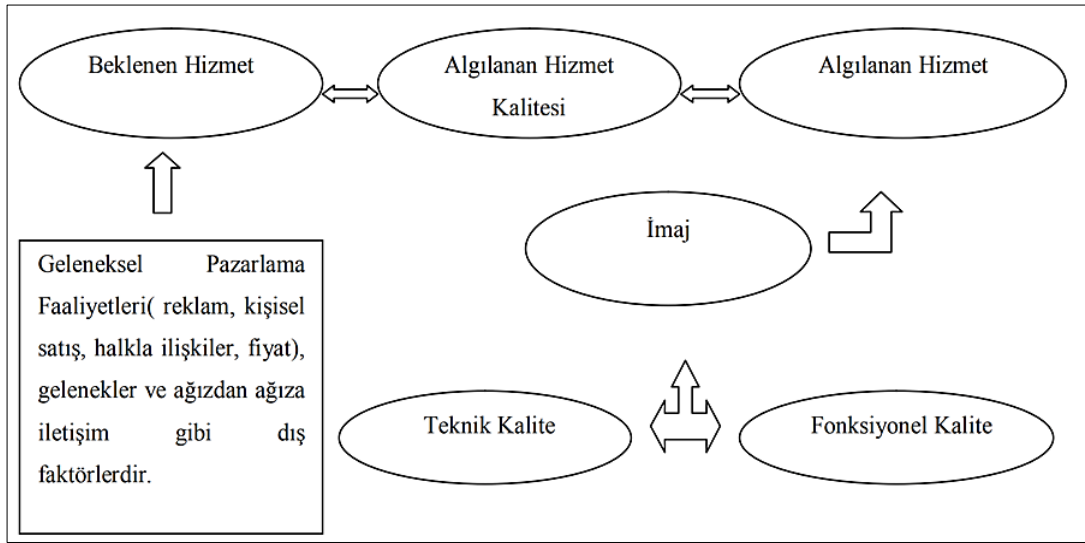 Beklenen Hizmet
Algılanan Hizmet
Kalitesi
Algılanan Hizmet
İmaj
Geleneksel Pazarlama
Faaliyetleri( reklam, kişisel
satış, halkla ilişkiler, fiyat),
gelenekler ve ağızdan ağıza
iletişim gibi dış
faktörlerdir.
Teknik Kalite
Fonksiyonel Kalite